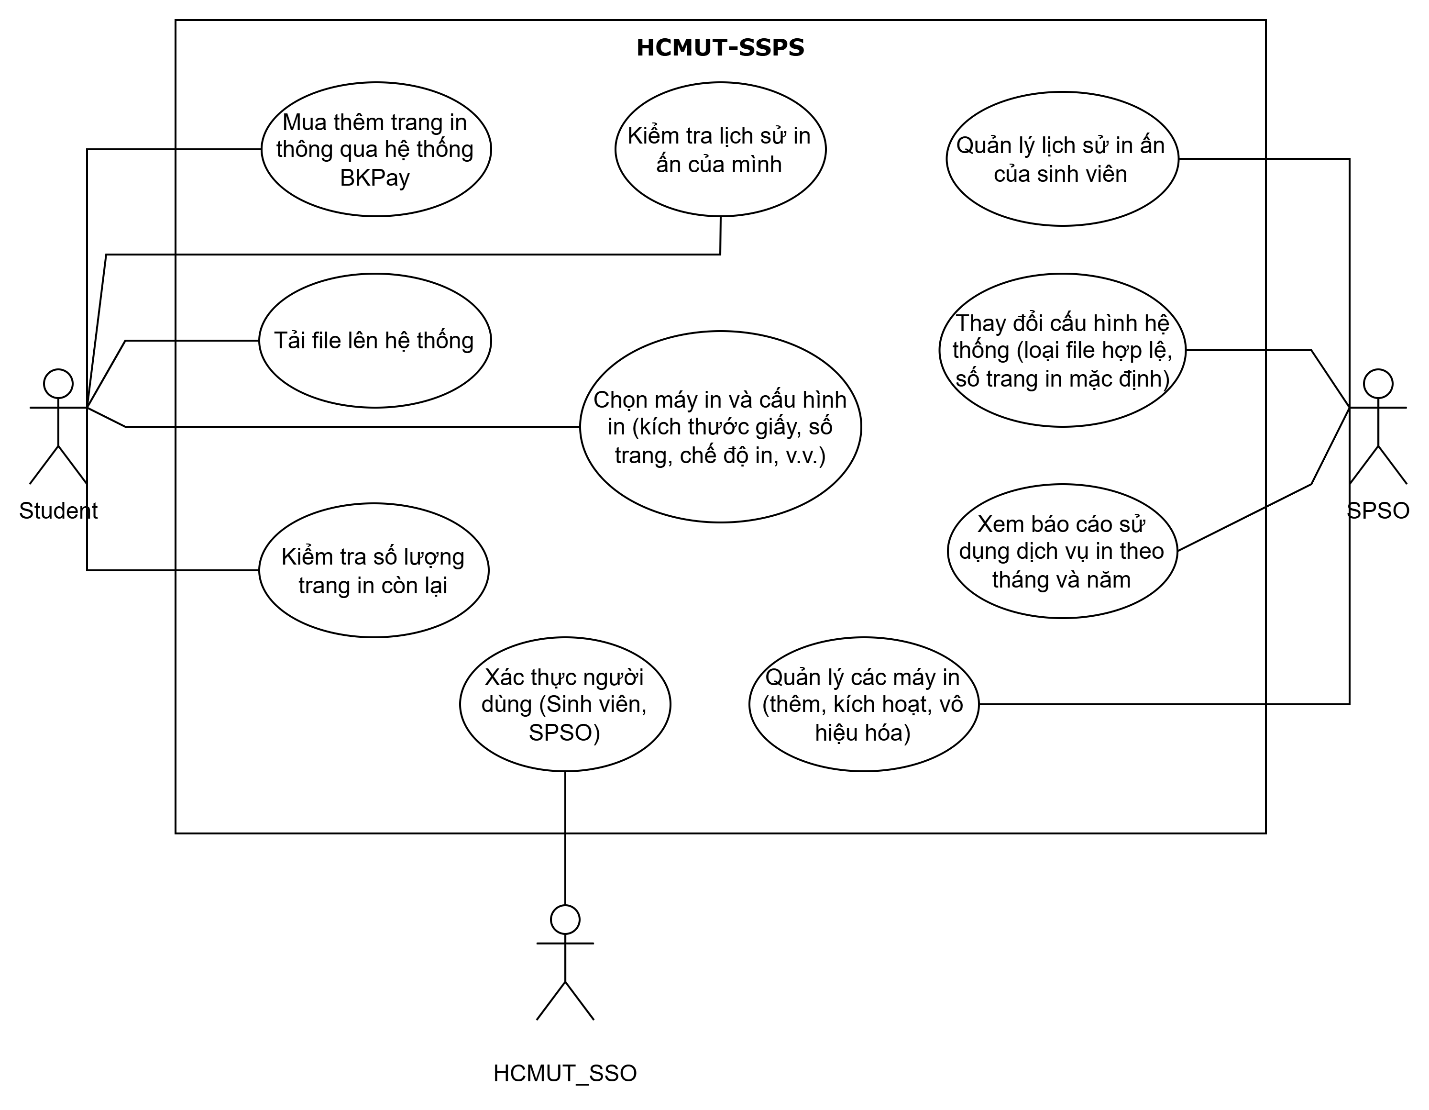 HCMUT-SSPS
Mua thêm trang in
thông qua hệ thống
BKPay
Kiểm tra lịch sử in
ấn của mình
Quản lý lịch sử in ấn
của sinh viên
Tải file lên hệ thống
Thay đổi cấu hình hệ
thống (loại file hợp lệ,
số trang in mặc định)
Chọn máy in và cấu hình
in (kích thước giấy, số
trang, chế độ in, v.v.)
Student
SPSO
Kiểm tra số lượng
trang in còn lại
Xem báo cáo sử
dụng dịch vụ in theo
tháng và năm
Xác thực người
dùng (Sinh viên,
SPSO)
Quản lý các máy in
(thêm, kích hoạt, vô
hiệu hóa)
HCMUT_SSO